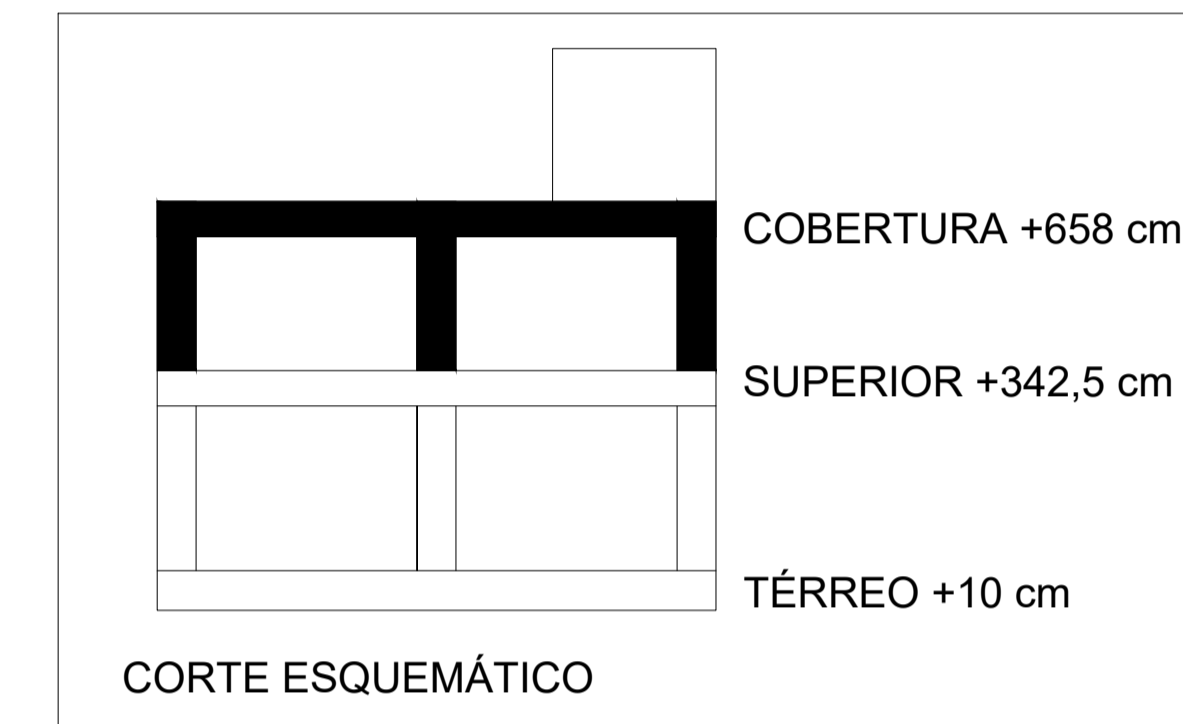 COBERTURA +658 cm
SUPERIOR +342,5 cm
TÉRREO +10 cm
CORTE ESQUEMÁTICO